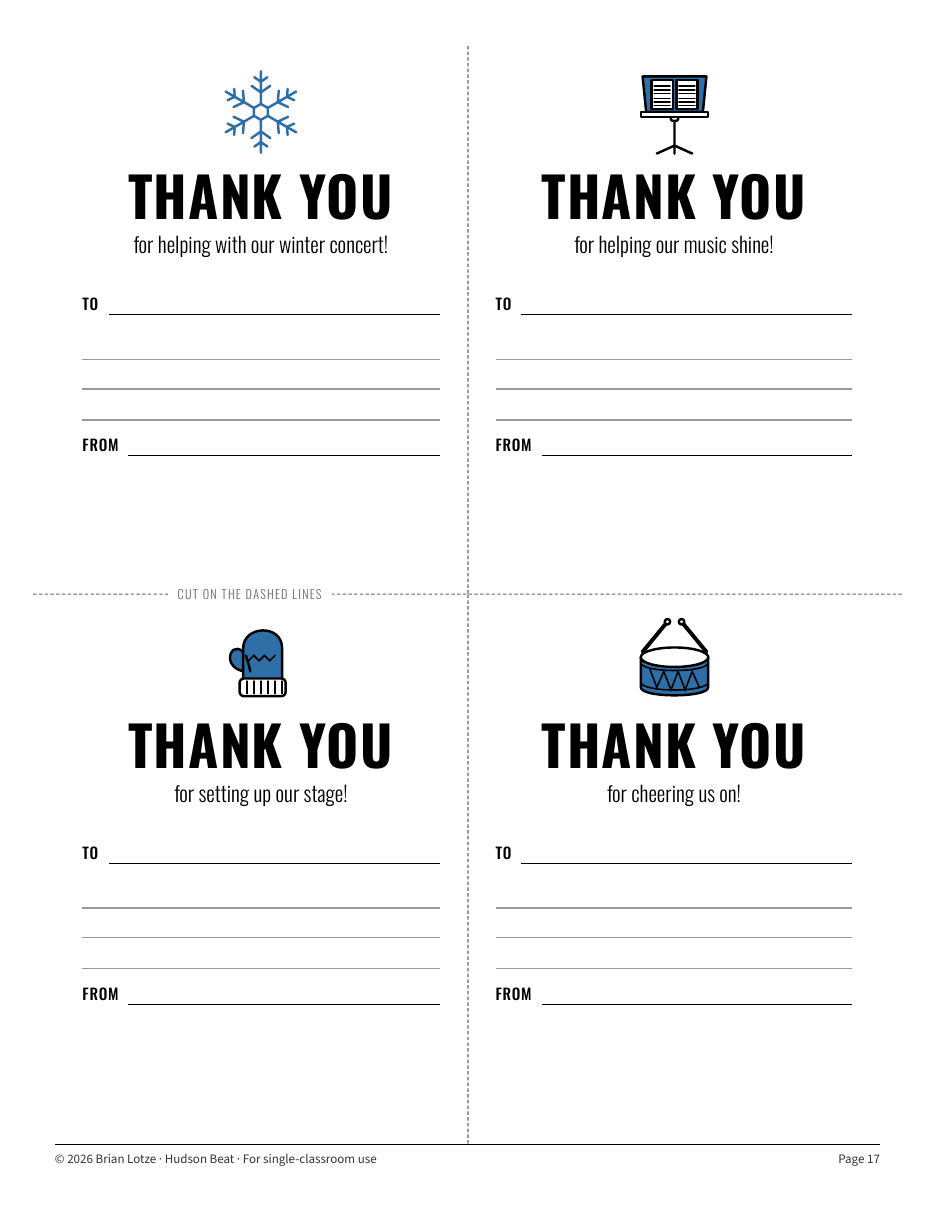 THANK YOU
for helping with our winter concert!
TO
FROM
THANK YOU
for helping our music shine!
TO
FROM
CUT ON THE DASHED LINES
THANK YOU
for setting up our stage!
TO
FROM
THANK YOU
for cheering us on!
TO
FROM
© 2026 Brian Lotze · Hudson Beat · For single-classroom use
Page 17